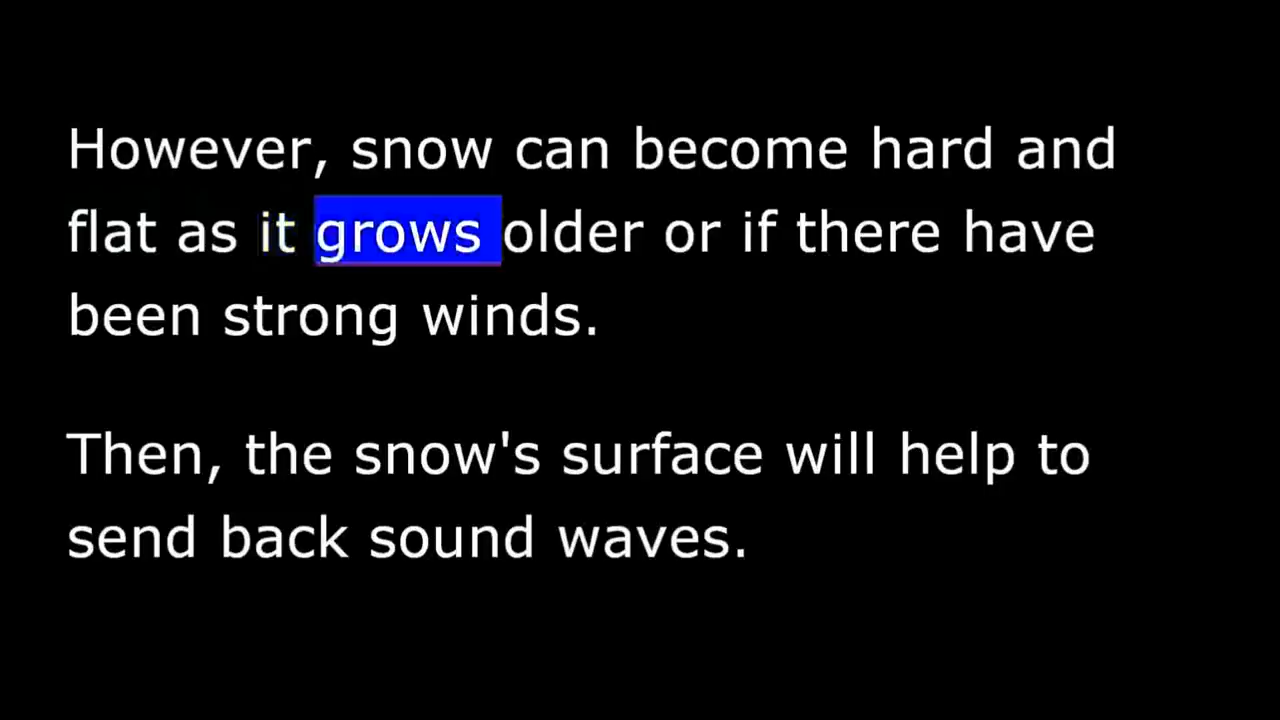 However, snow can become hard and
flat as it grows older or if there have
been strong winds.
Then, the snow's surface will help to
send back sound waves.